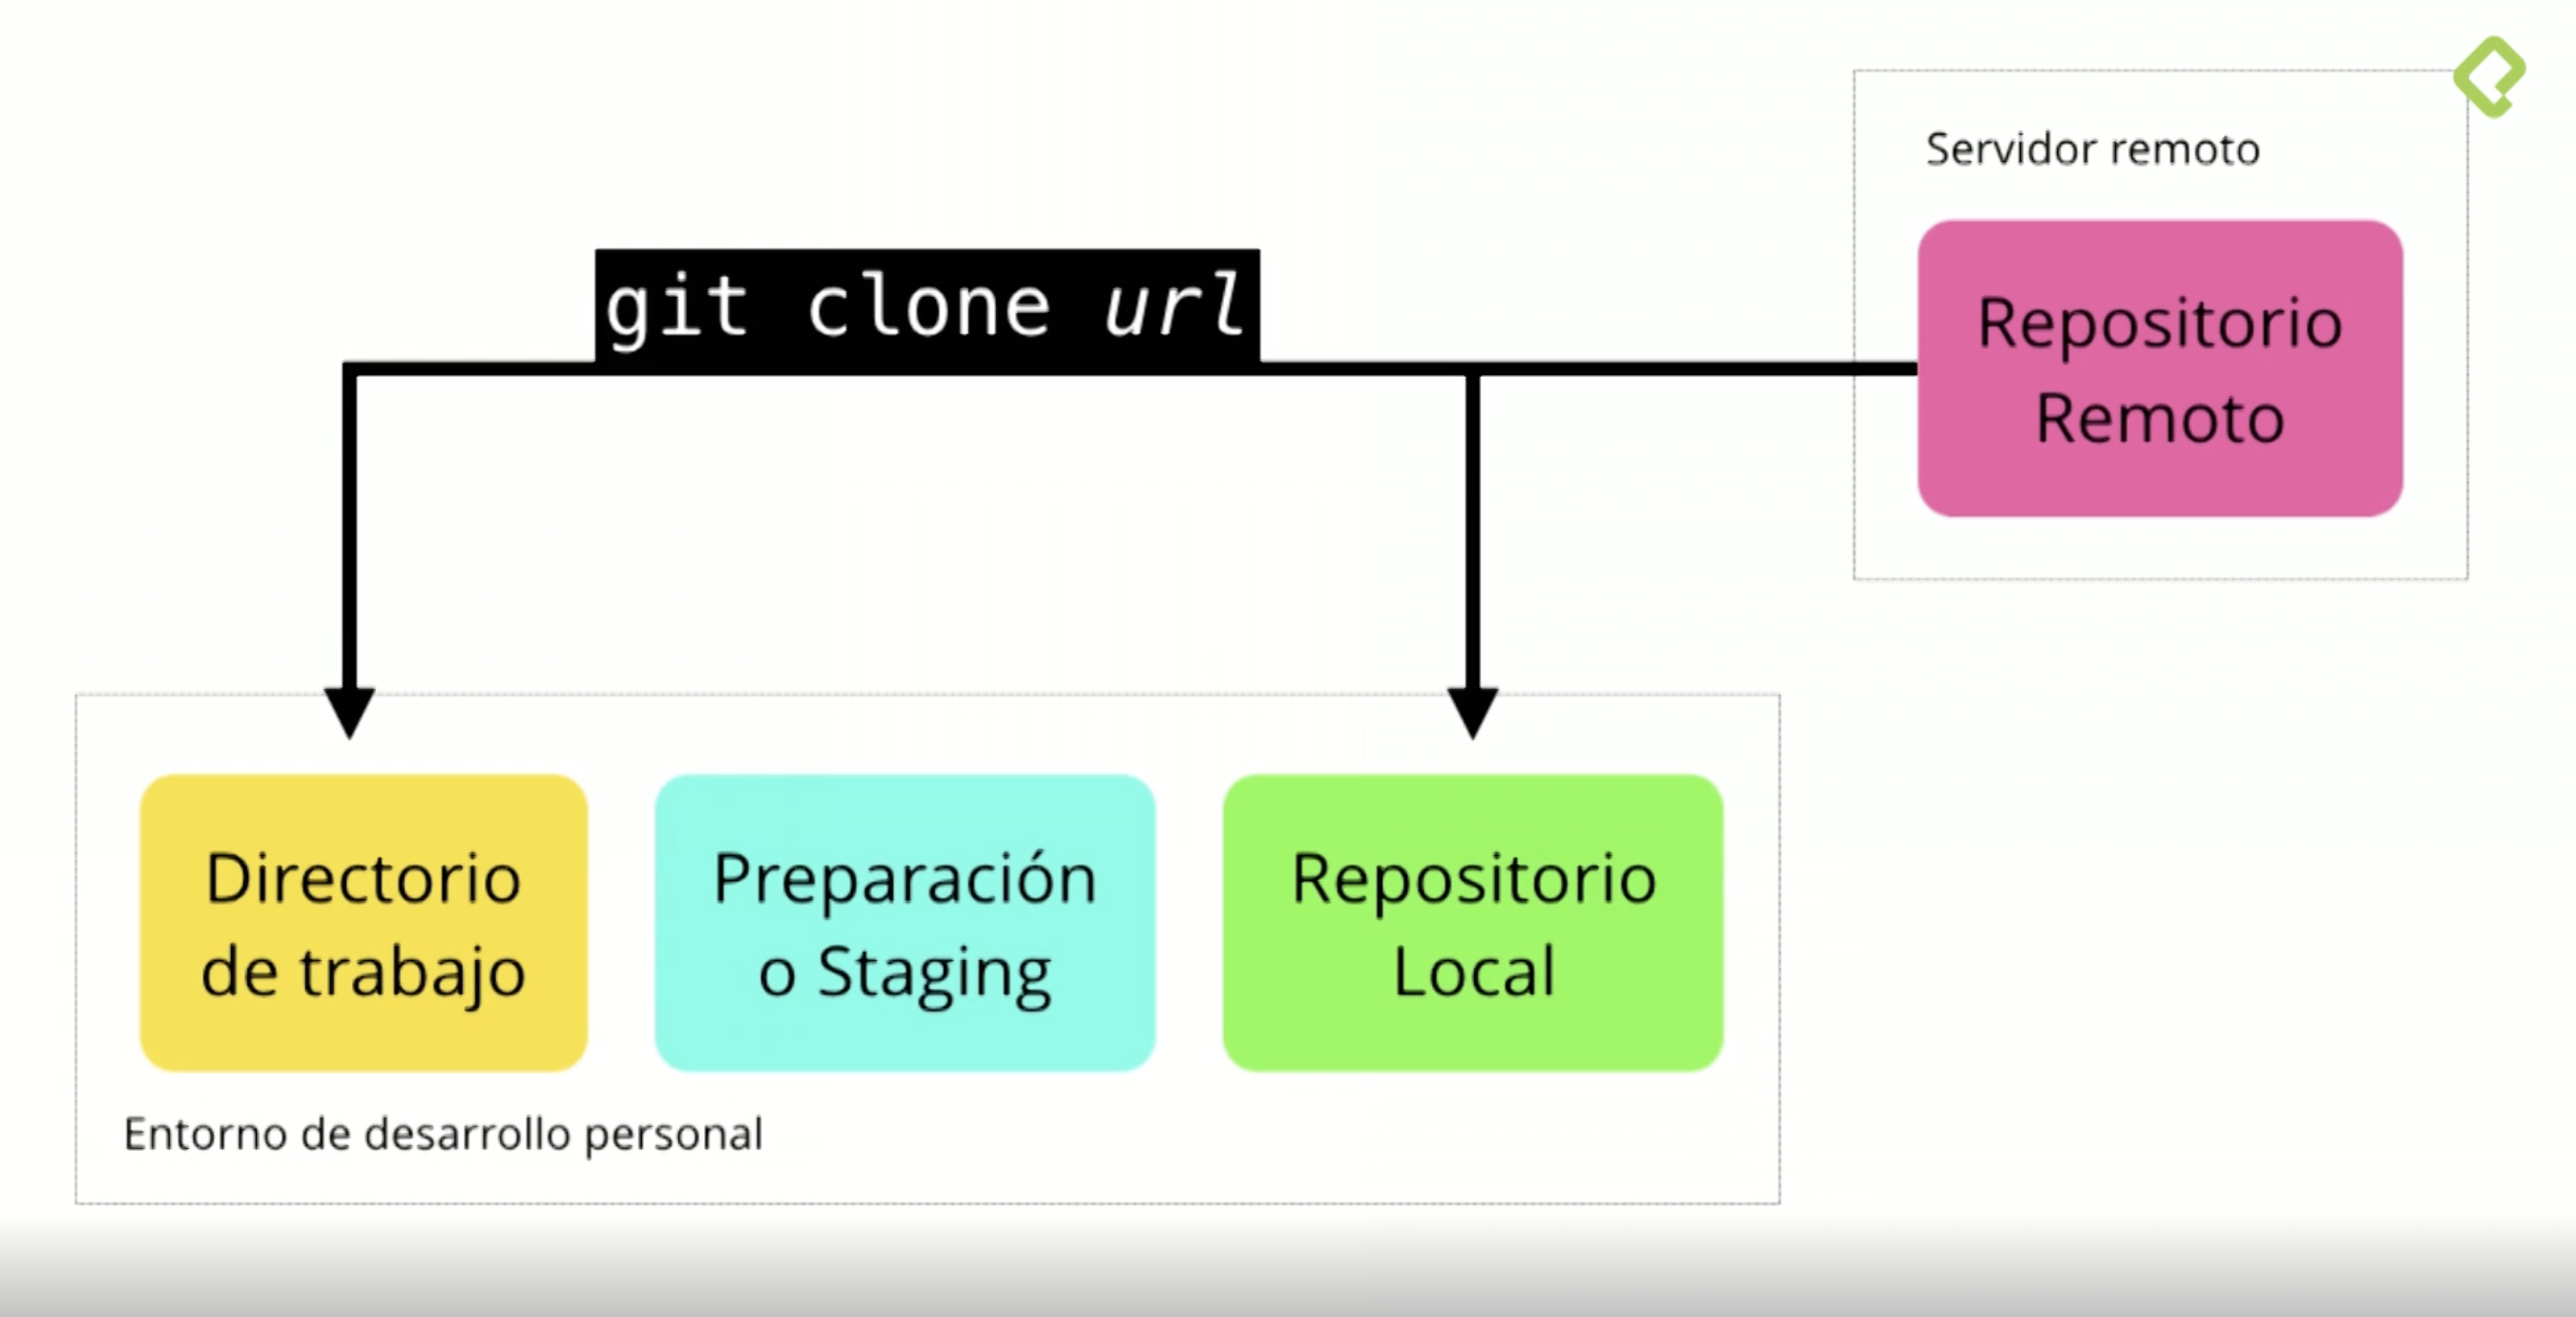 Servidor remoto
git clone url
Repositorio
Remoto
Directorio
de trabajo
Preparación
o Staging
Repositorio
Local
Entorno de desarrollo personal